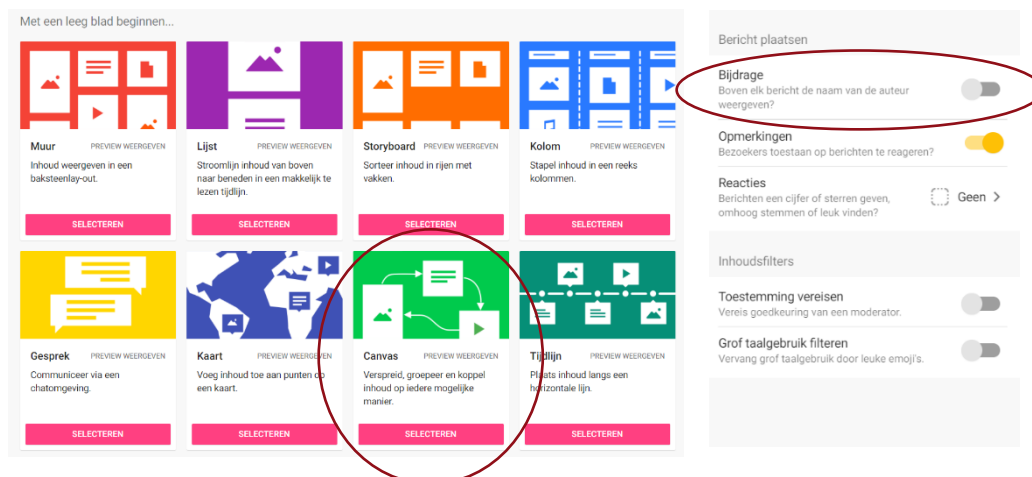 Met een leeg blad beginnen...
Muur PREVIEW WEERGEVEN
Inhoud weergeven in een
baksteenlay-out.
SELECTEREN
Lijst PREVIEW WEERGEVEN
Stroomlijn inhoud van boven
naar beneden in een makkelijk te
lezen tijdlijn.
SELECTEREN
Storyboard PREVIEW WEERGEVEN
Sorteer inhoud in rijen met
vakken.
SELECTEREN
Kolom PREVIEW WEERGEVEN
Stapel inhoud in een reeks
kolommen.
SELECTEREN
Gesprek PREVIEW WEERGEVEN
Communiceer via een
chatomgeving.
SELECTEREN
Kaart PREVIEW WEERGEVEN
Voeg inhoud toe aan punten op
een kaart.
SELECTEREN
Canvas PREVIEW WEERGEVEN
Verspreid, groepeer en koppel
inhoud op iedere mogelijke
manier.
SELECTEREN
Tijdlijn PREVIEW WEERGEVEN
Plaats inhoud langs een
horizontale lijn.
SELECTEREN
Bericht plaatsen
Bijdrage
Boven elk bericht de naam van de auteur
weergeven?
Opmerkingen
Bezoekers toestaan op berichten te reageren?
Reacties
Berichten een cijfer of sterren geven,
omhoog stemmen of leuk vinden?
Geen
Inhoudsfilters
Toestemming vereisen
Vereis goedkeuring van een moderator.
Grof taalgebruik filteren
Vervang grof taalgebruik door leuke emoji's.